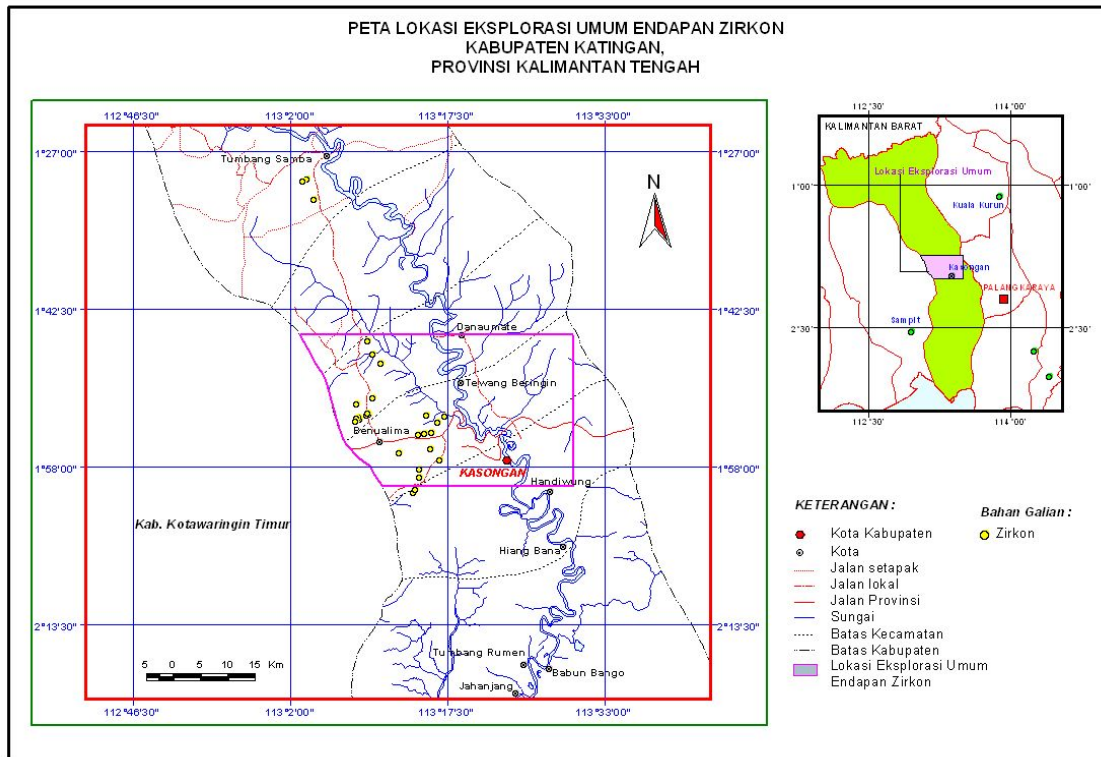 PETA LOKASI EKSPLORASI UMUM ENDAPAN ZIRKON
KABUPATEN KATINGAN,
PROVINSI KALIMANTAN TENGAH
112°46'30" 113°2'00" 113°17'30" 113°33'00"
1°27'00" 1°27'00"
Tumbang Samba
N
1°42'30" 1°42'30"
Danaumate
Tewang Beringin
Benualima
1°58'00" 1°58'00"
KASONGAN
Handiwung
Kab. Kotawaringin Timur
Hiang Bana
2°13'30" 2°13'30"
Tumbang Rumen
Babun Bango
Jahanjang
5 0 5 10 15 Km
112°46'30" 113°2'00" 113°17'30" 113°33'00"
112°30' 114°00'
KALIMANTAN BARAT
Lokasi Eksplorasi Umum
1°00' 1°00'
Kuala Kurun
Kasongan
PALANGKARAYA
Sampit
2°30' 2°30'
112°30' 114°00'
KETERANGAN :
Kota Kabupaten
Kota
Jalan setapak
Jalan lokal
Jalan Provinsi
Sungai
Batas Kecamatan
Batas Kabupaten
Lokasi Eksplorasi Umum
Endapan Zirkon
Bahan Galian :
Zirkon